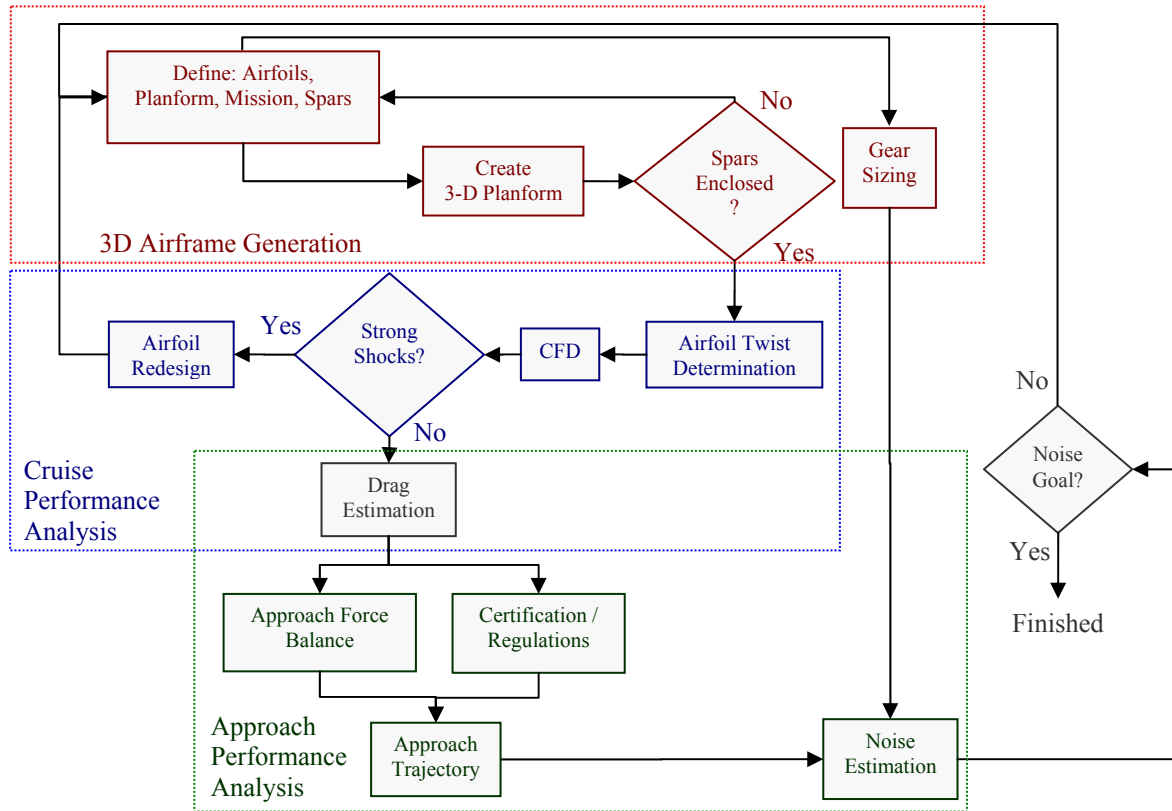 Define: Airfoils,
Planform, Mission, Spars
No
Create
3-D Planform
Spars
Enclosed
?
Gear
Sizing
3D Airframe Generation
Yes
Airfoil
Redesign
Yes
Strong
Shocks?
CFD
Airfoil Twist
Determination
No
No
Cruise
Performance
Analysis
Drag
Estimation
Noise
Goal?
Yes
Finished
Approach Force
Balance
Certification /
Regulations
Approach
Performance
Analysis
Approach
Trajectory
Noise
Estimation